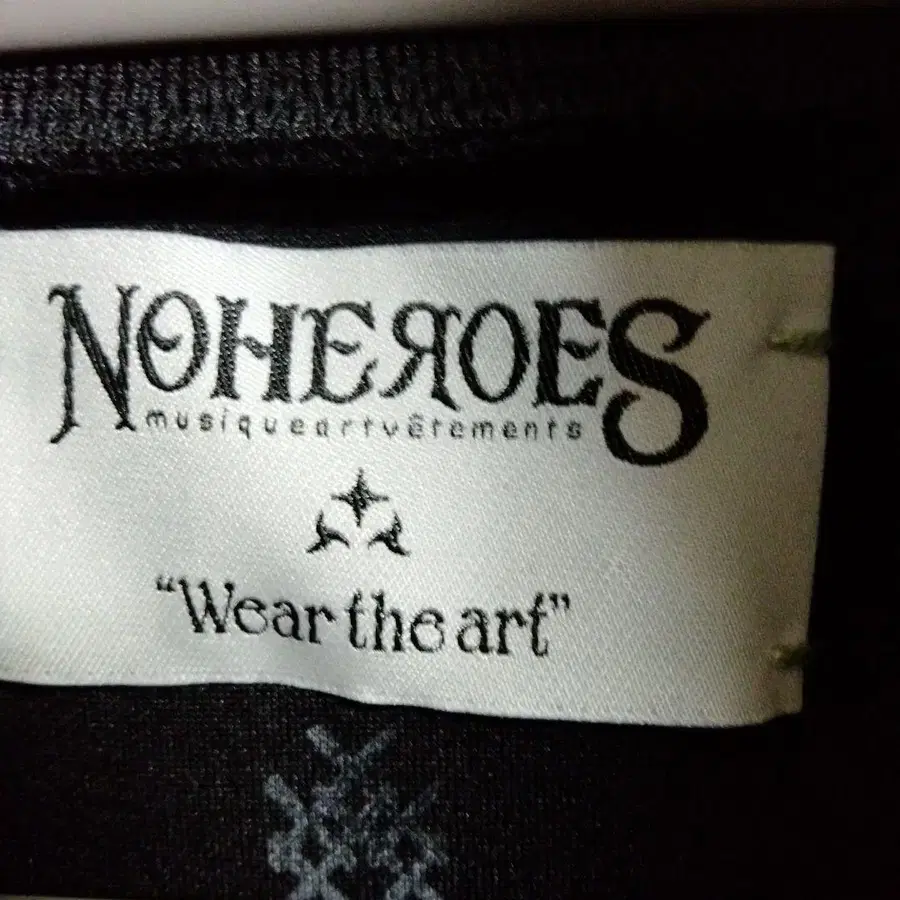 NOHEROES
musiqueartvêtements
“Wear the art”